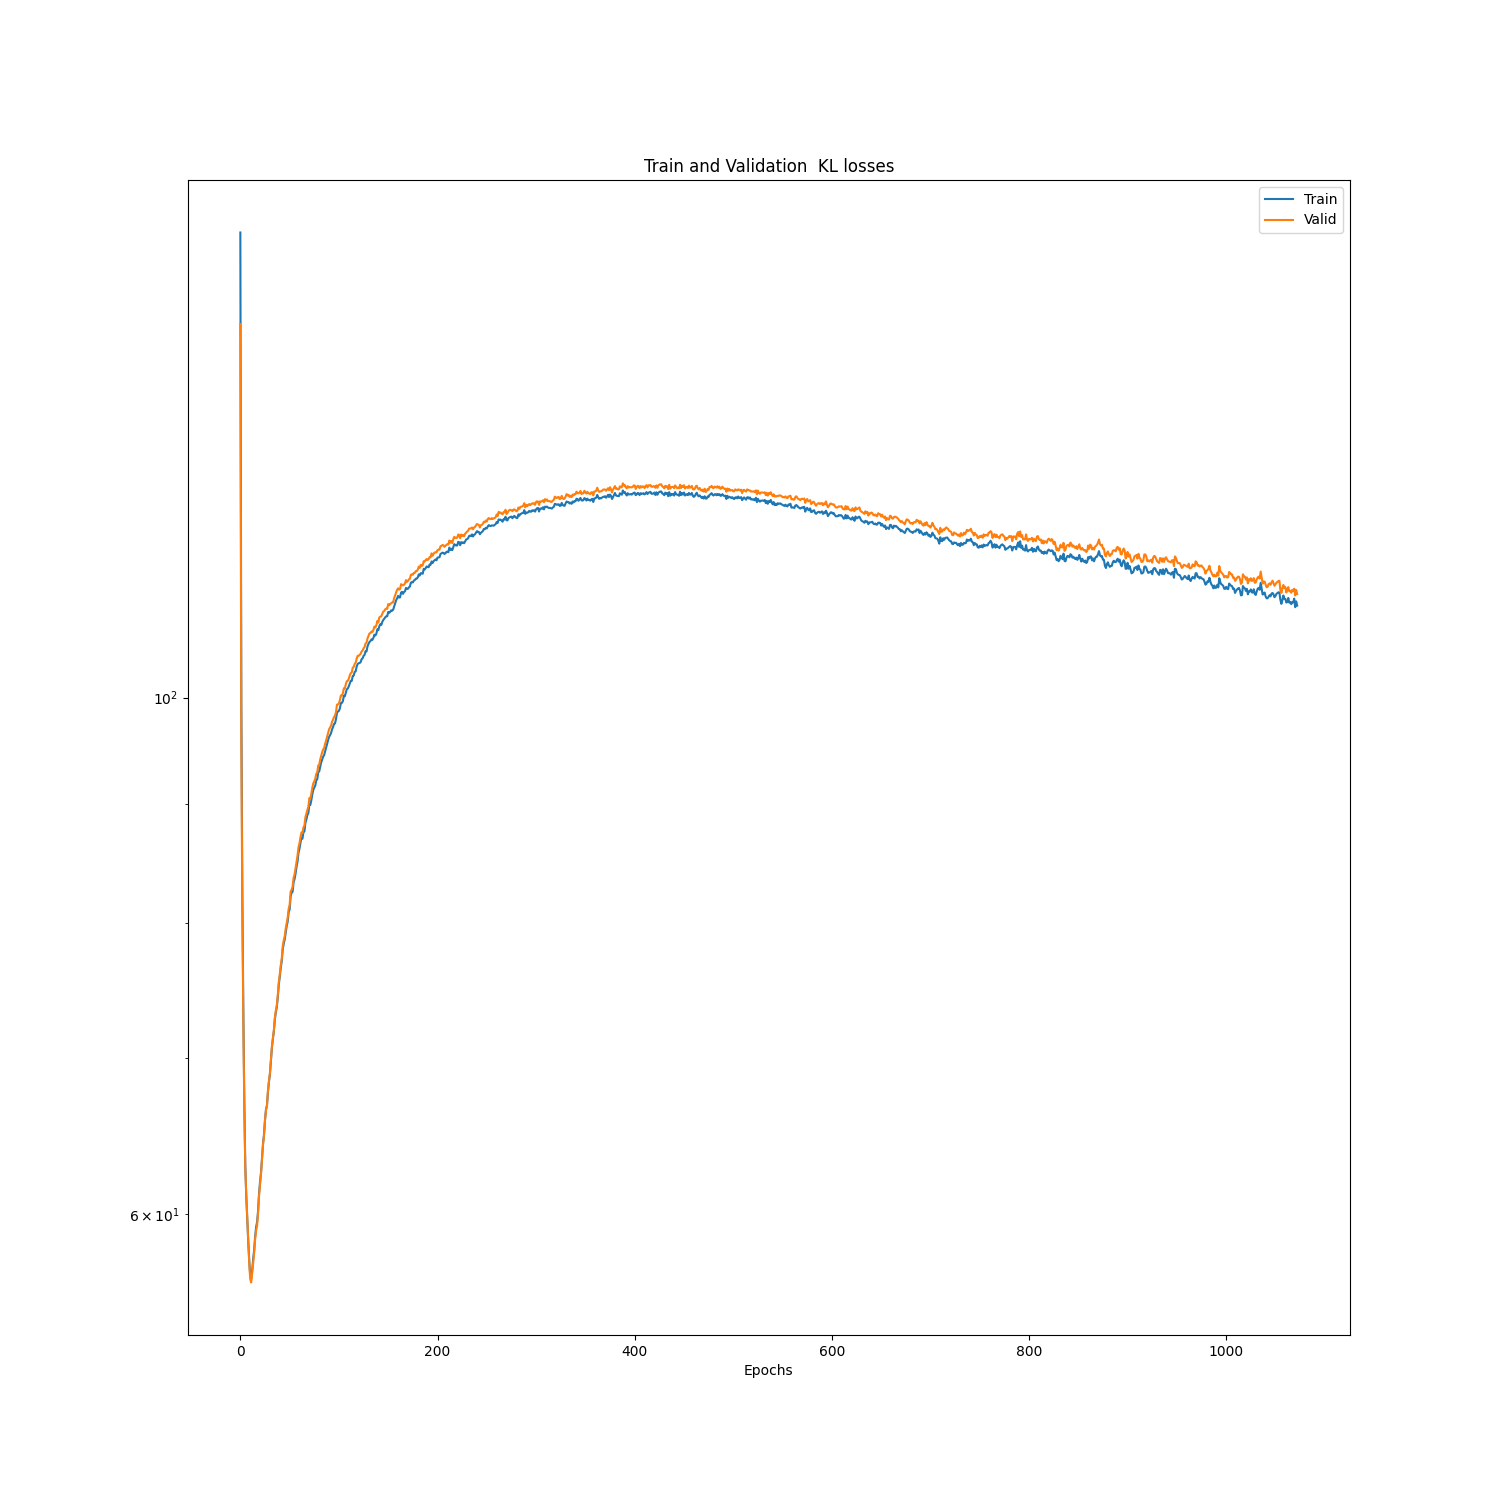 Train and Validation  KL losses
Train
Valid
10²
6 × 10¹
0 200 400 600 800 1000
Epochs